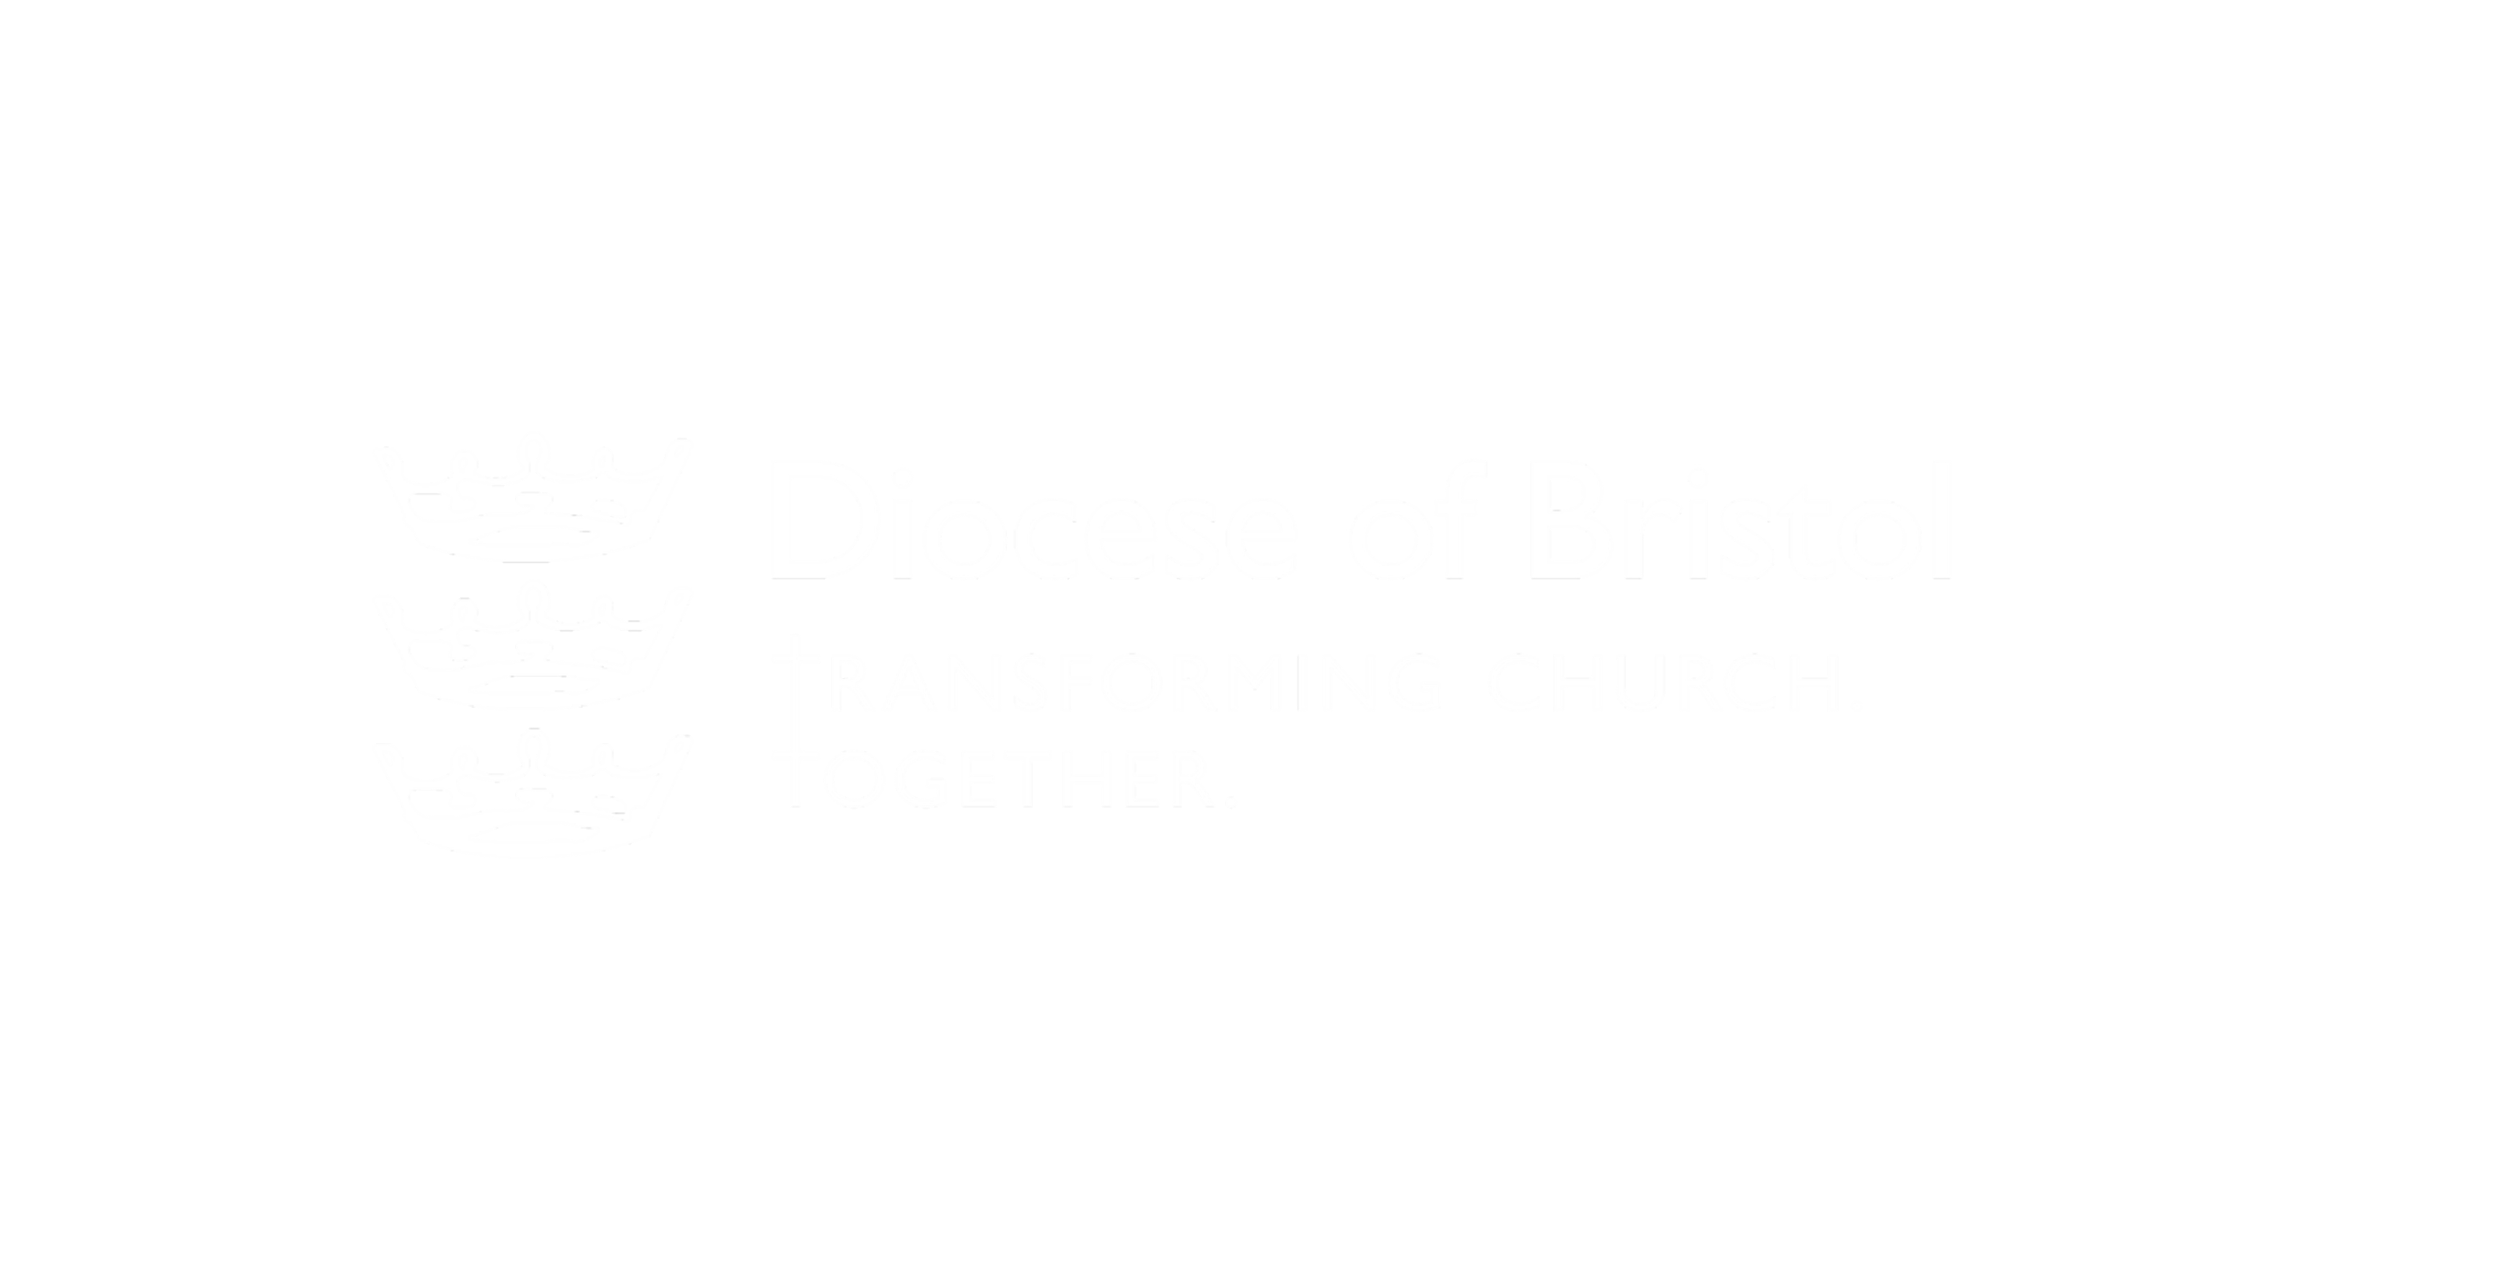 Diocese of Bristol
TRANSFORMING CHURCH
TOGETHER.